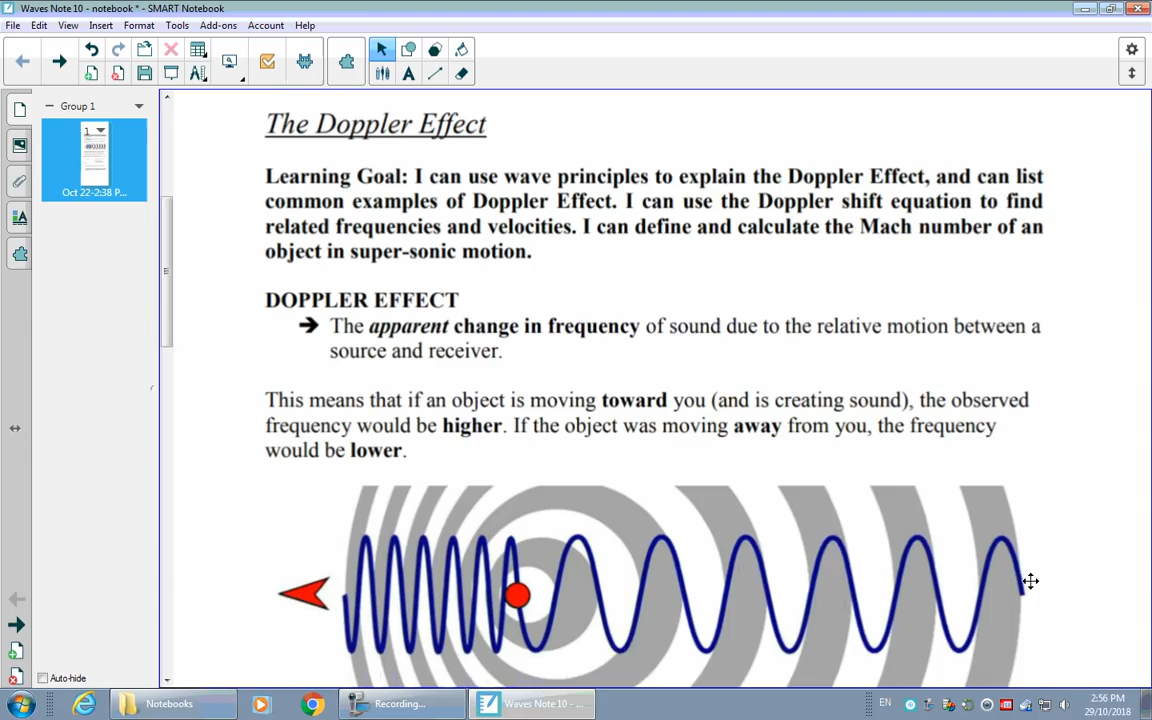 Waves Note 10 - notebook * - SMART Notebook
File Edit View Insert Format Tools Add-ons Account Help
Group 1
1
Oct 22-2:38 P...
The Doppler Effect
Learning Goal: I can use wave principles to explain the Doppler Effect, and can list
common examples of Doppler Effect. I can use the Doppler shift equation to find
related frequencies and velocities. I can define and calculate the Mach number of an
object in super-sonic motion.
DOPPLER EFFECT
➔ The apparent change in frequency of sound due to the relative motion between a
source and receiver.
This means that if an object is moving toward you (and is creating sound), the observed
frequency would be higher. If the object was moving away from you, the frequency
would be lower.
Auto-hide
Notebooks
Recording...
Waves Note 10 - ...
EN
2:56 PM
29/10/2018